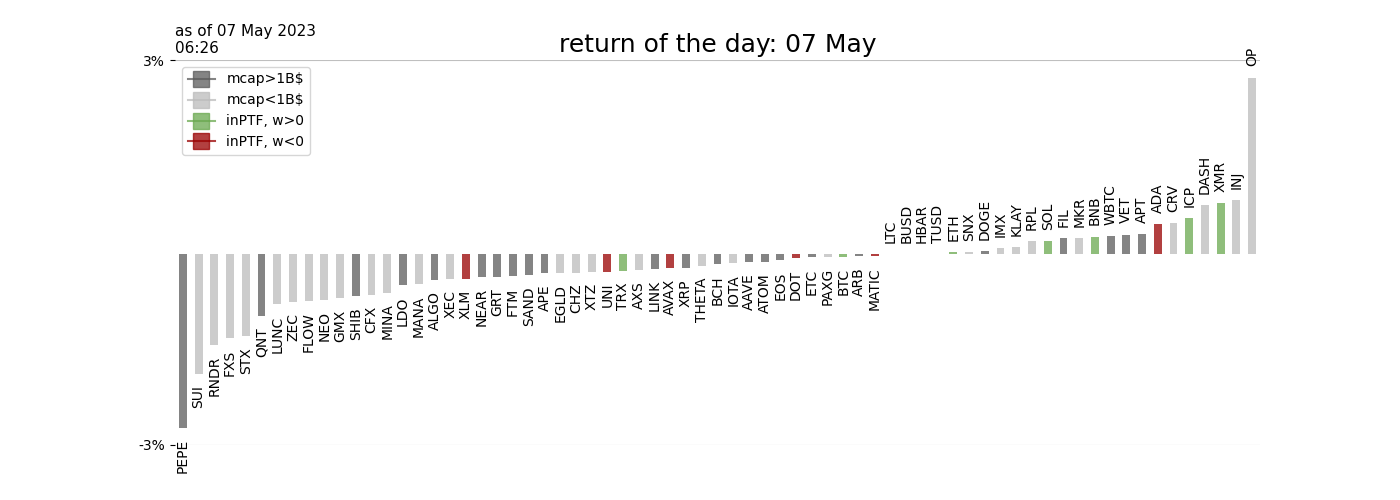 as of 07 May 2023
06:26
return of the day: 07 May
3%
mcap>1B$
mcap<1B$
inPTF, w>0
inPTF, w<0
-3%
PEPE
SUI
RNDR
FXS
STX
QNT
LUNC
ZEC
FLOW
NEO
GMX
SHIB
CFX
MINA
LDO
MANA
ALGO
XEC
XLM
NEAR
GRT
FTM
SAND
APE
EGLD
CHZ
XTZ
UNI
TRX
AXS
LINK
AVAX
XRP
THETA
BCH
IOTA
AAVE
ATOM
EOS
DOT
ETC
PAXG
BTC
ARB
MATIC
LTC
BUSD
HBAR
TUSD
ETH
SNX
DOGE
IMX
KLAY
RPL
SOL
FIL
MKR
BNB
WBTC
VET
APT
ADA
CRV
ICP
DASH
XMR
INJ
OP